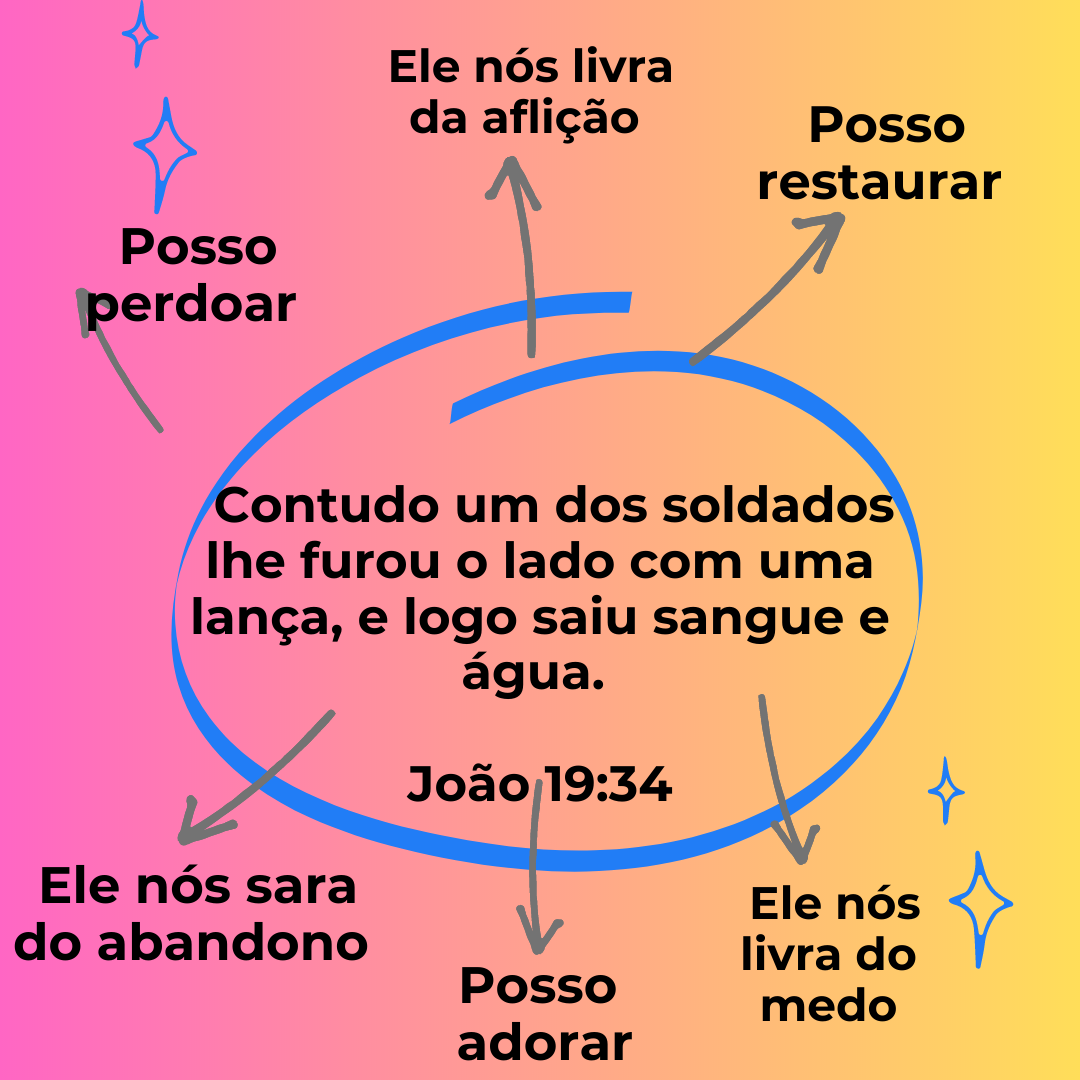 Ele nós livra
da aflição
Posso
restaurar
Posso
perdoar
Contudo um dos soldados
lhe furou o lado com uma
lança, e logo saiu sangue e
água.
João 19:34
Ele nós sara
do abandono
Posso
adorar
Ele nós
livra do
medo